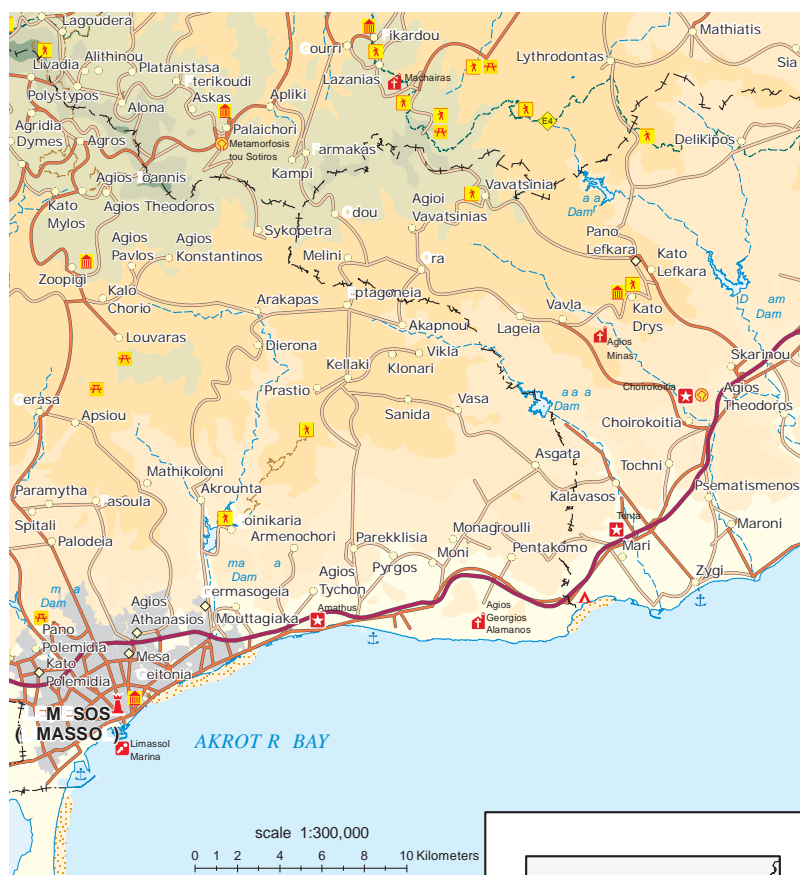 Lagoudera
Livadia
Alithinou
Platanistasa
Polystypos
Alona
Askas
Apliki
Lazanias
Machairas
Lythrodontas
Mathiatis
Sia
Agridia
Dymes
Agros
Palaichori
Metamorfosis
tou Sotiros
Kampi
E4
Delikipos
Agios
Kato
Mylos
Agios Theodoros
Agioi
Vavatsinias
Vavatsinia
Dam
Sykopetra
Agios
Pavlos
Agios
Konstantinos
Melini
Pano
Lefkara
Kato
Lefkara
Zoopigi
Kalo
Chorio
Arakapas
Akapnou
Lageia
Vavla
Kato
Drys
Dam
Louvaras
Dierona
Kellaki
Vikla
Klonari
Agios
Minas
Skarinou
Prastio
Sanida
Vasa
Dam
Choirokoitia
Agios
Theodoros
Apsiou
Choirokoitia
Mathikoloni
Akrounta
Asgata
Tochni
Paramytha
Kalavasos
Psematismenos
Spitali
Palodeia
Armenochori
Parekklisia
Monagroulli
Tenta
Maroni
Moni
Pentakomo
Mari
Dam
Agios
Tychon
Pyrgos
Zygi
Dam
Agios
Athanasios
Mouttagiaka
Amathus
Agios
Georgios
Alamanos
Pano
Polemidia
Kato
Polemidia
Mesa
Limassol
Marina
BAY
scale 1:300,000
0 1 2 4 6 8 10 Kilometers